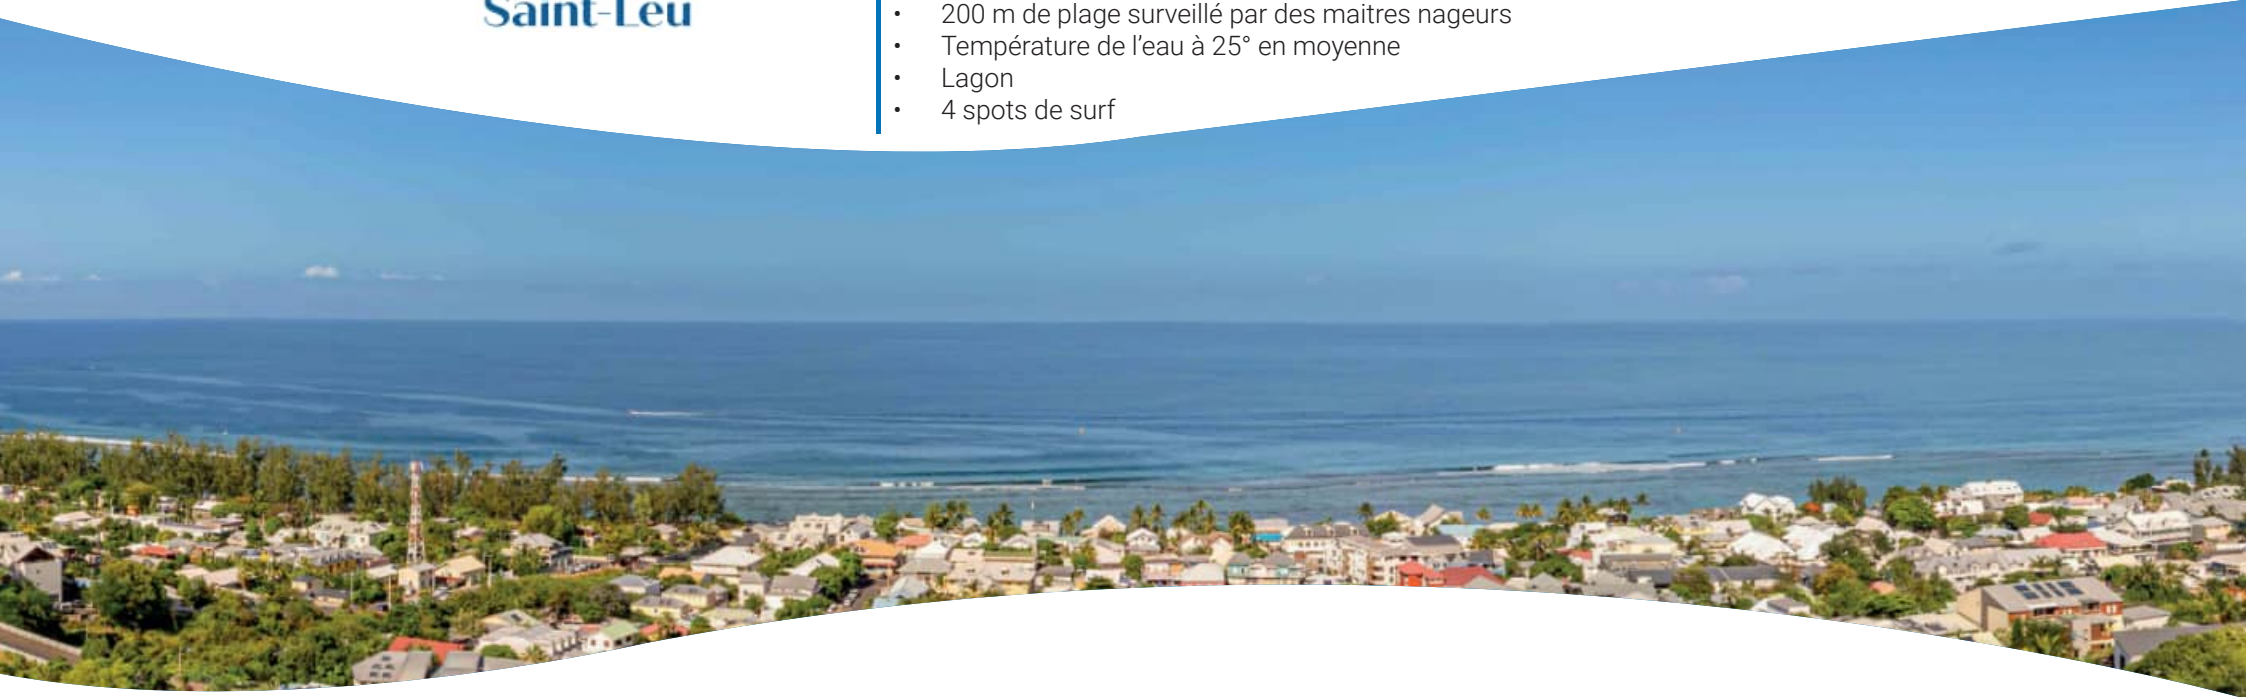 Saint-Leu
• 200 m de plage surveillé par des maitres nageurs
• Température de l’eau à 25° en moyenne
• Lagon
• 4 spots de surf